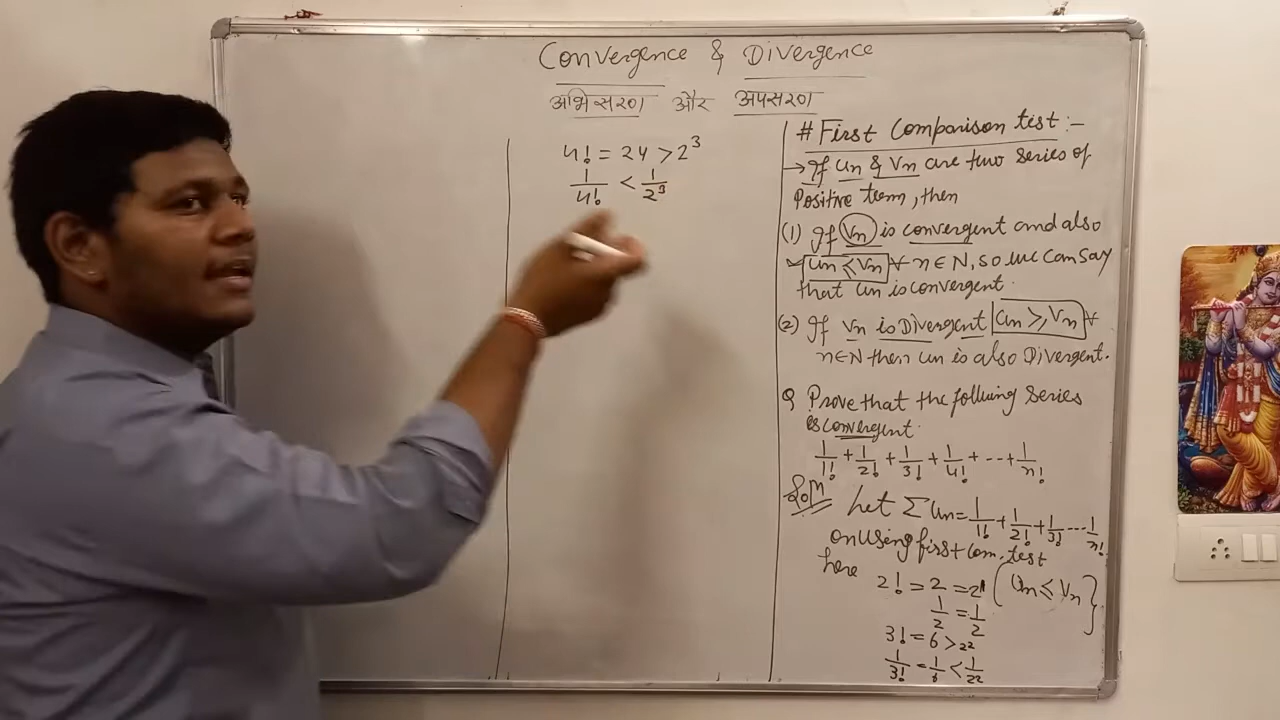 Convergence & Divergence
अभिसरण और अपसरण
4! = 24 > 2³
1/4! < 1/2³
# First Comparison test:-
→ If Un & Vn are two series of
Positive term, then
(1) If Vn is convergent and also
Un ≤ Vn ∀ n ∈ N, so we can say
that Un is convergent.
(2) If Vn is Divergent Un ≥ Vn ∀
n ∈ N then Un is also Divergent.
Q Prove that the following series
is convergent.
1/1! + 1/2! + 1/3! + 1/4! + --- + 1/n!
Soln Let ΣUn = 1/1! + 1/2! + 1/3! ---- 1/n!
on using first com. test
here
2! = 2 = 2¹ (Un ≤ Vn}
1/2 = 1/2
3! = 6 > 2²
1/3! = 1/6 < 1/2²